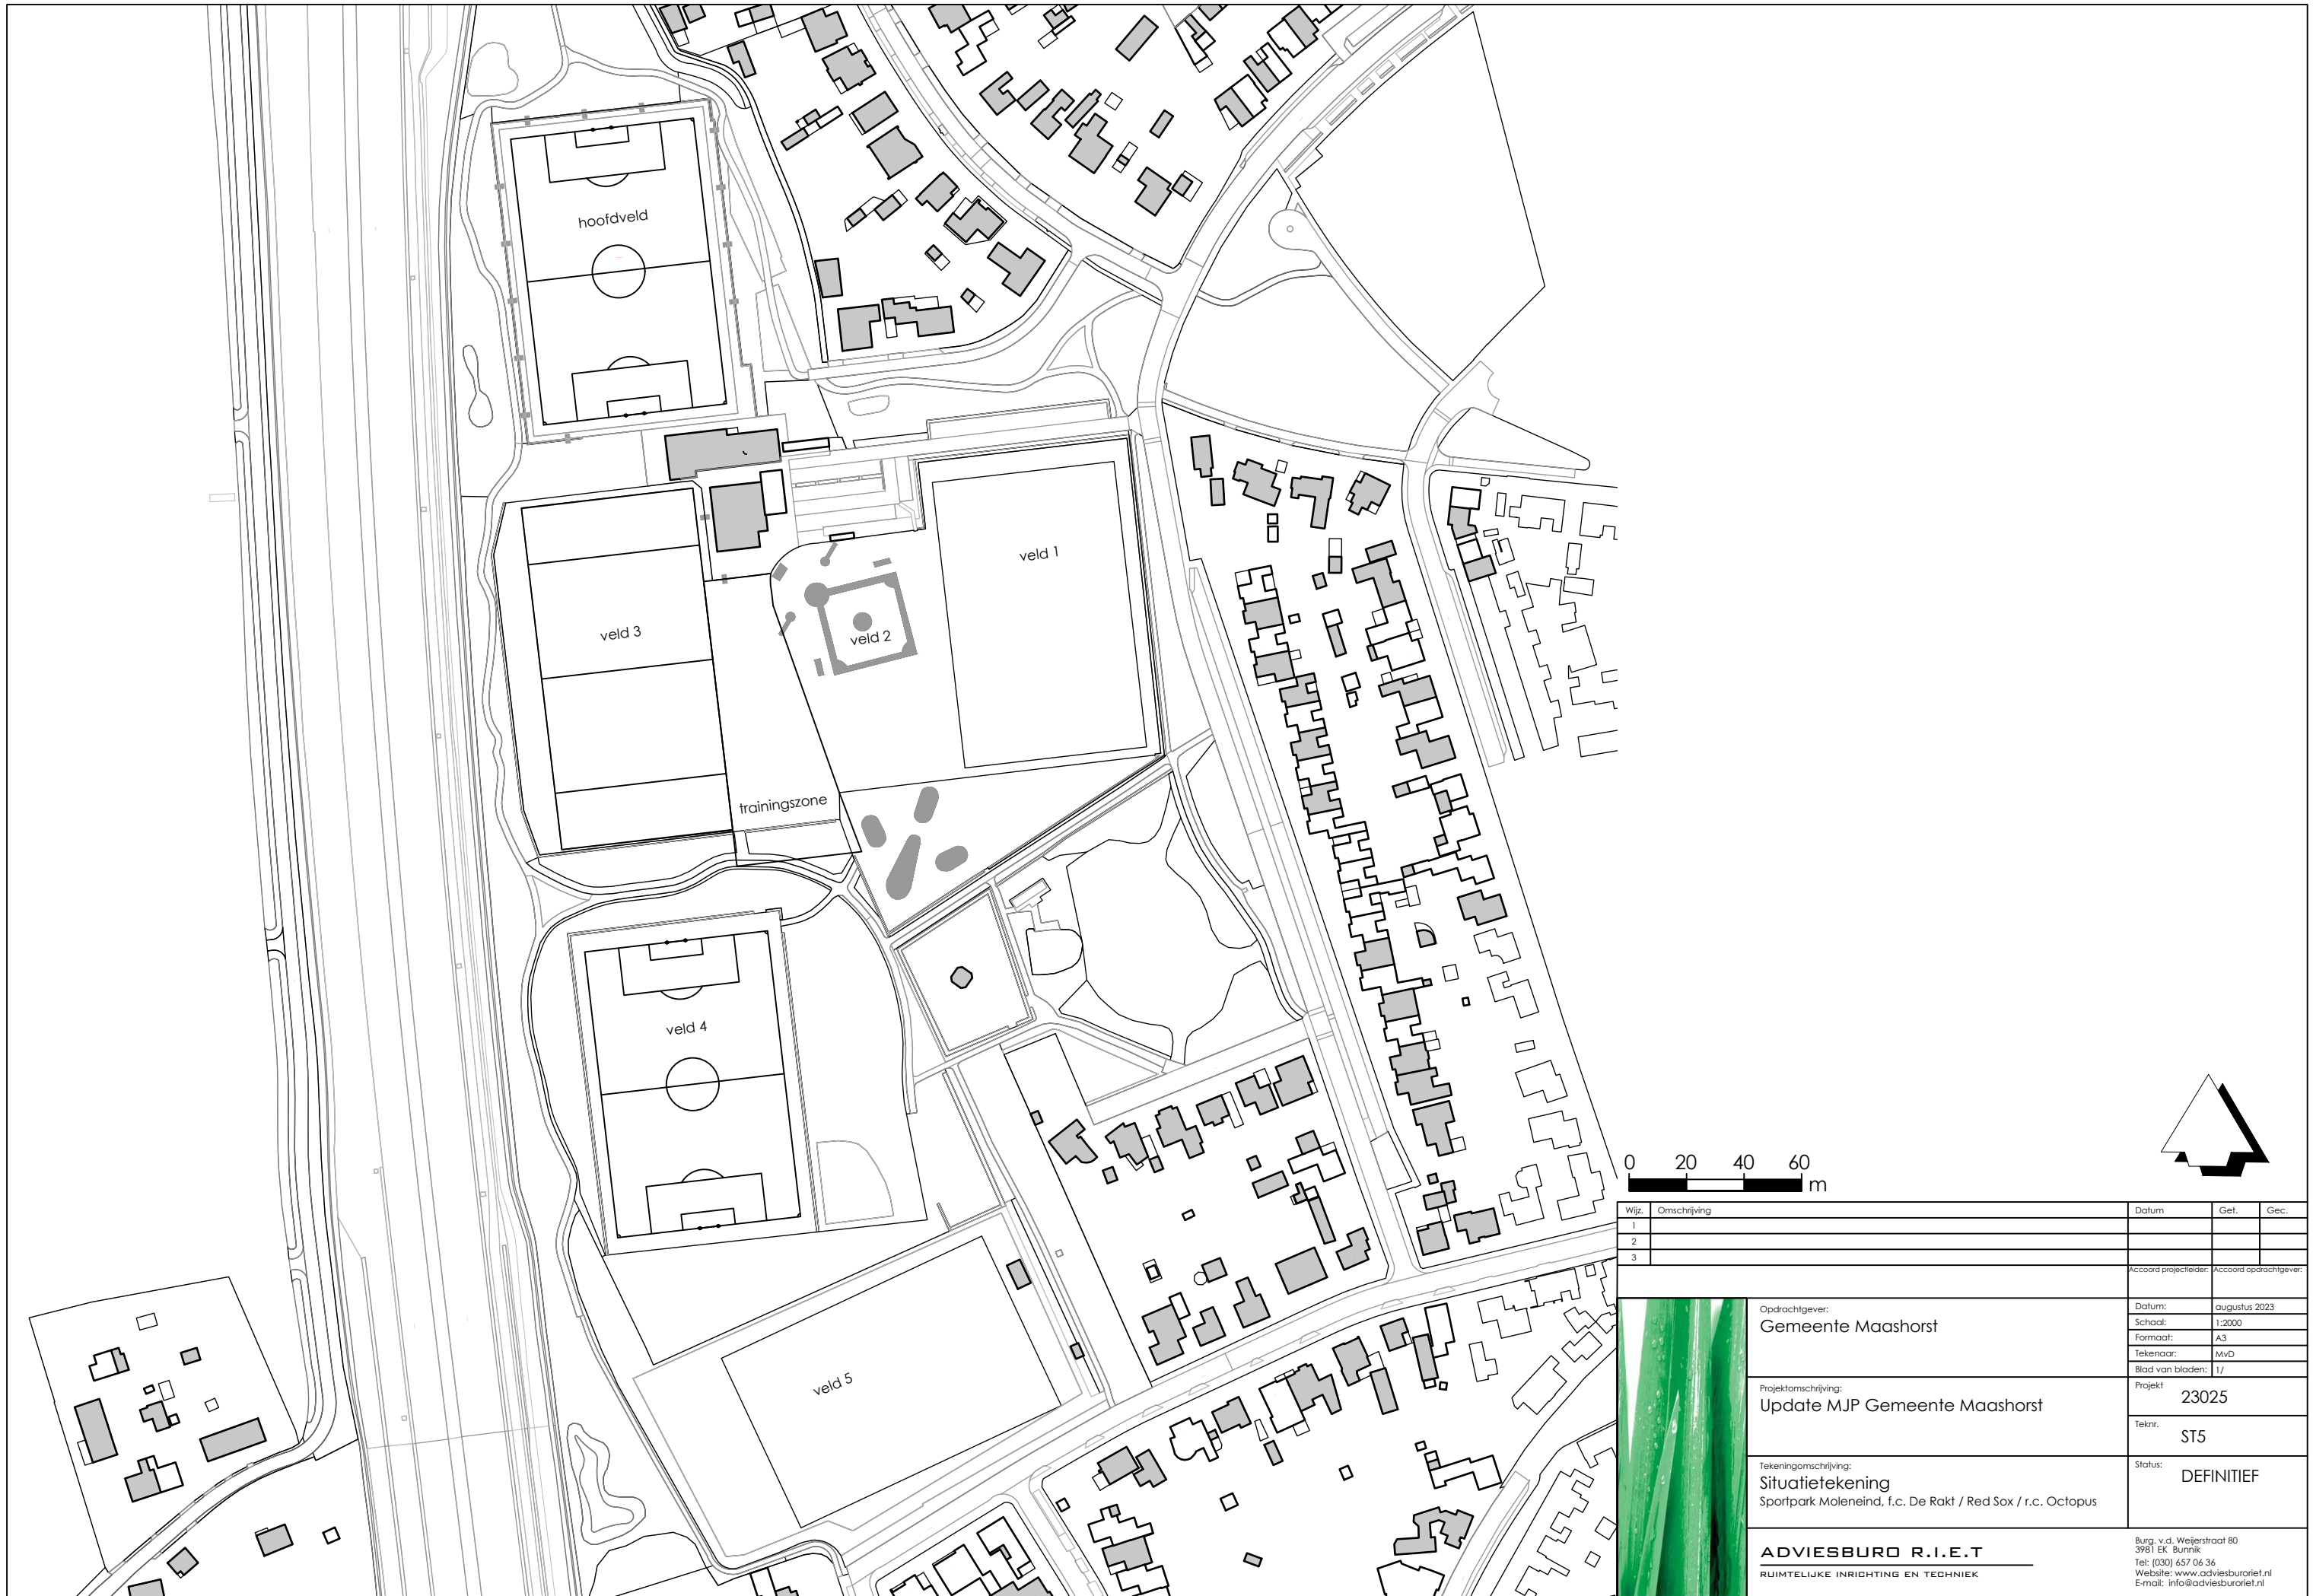 hoofdveld
veld 1
veld 3
veld 2
trainingszone
veld 4
veld 5
0 20 40 60
m
Wijz. Omschrijving Datum Get. Gec.
1
2
3
Accoord projectleider: Accoord opdrachtgever:
Opdrachtgever:
Gemeente Maashorst
Datum: augustus 2023
Schaal: 1:2000
Formaat: A3
Tekenaar: MvD
Blad van bladen: 1/
Projektomschrijving:
Update MJP Gemeente Maashorst
Projekt
23025
Teknr.
ST5
Tekeningomschrijving:
Situatietekening
Sportpark Moleneind, f.c. De Rakt / Red Sox / r.c. Octopus
Status:
DEFINITIEF
ADVIESBURO R.I.E.T
RUIMTELIJKE INRICHTING EN TECHNIEK
Burg. v.d. Weijerstraat 80
3981 EK Bunnik
Tel: (030) 657 06 36
Website: www.adviesburoriet.nl
E-mail: info@adviesburoriet.nl